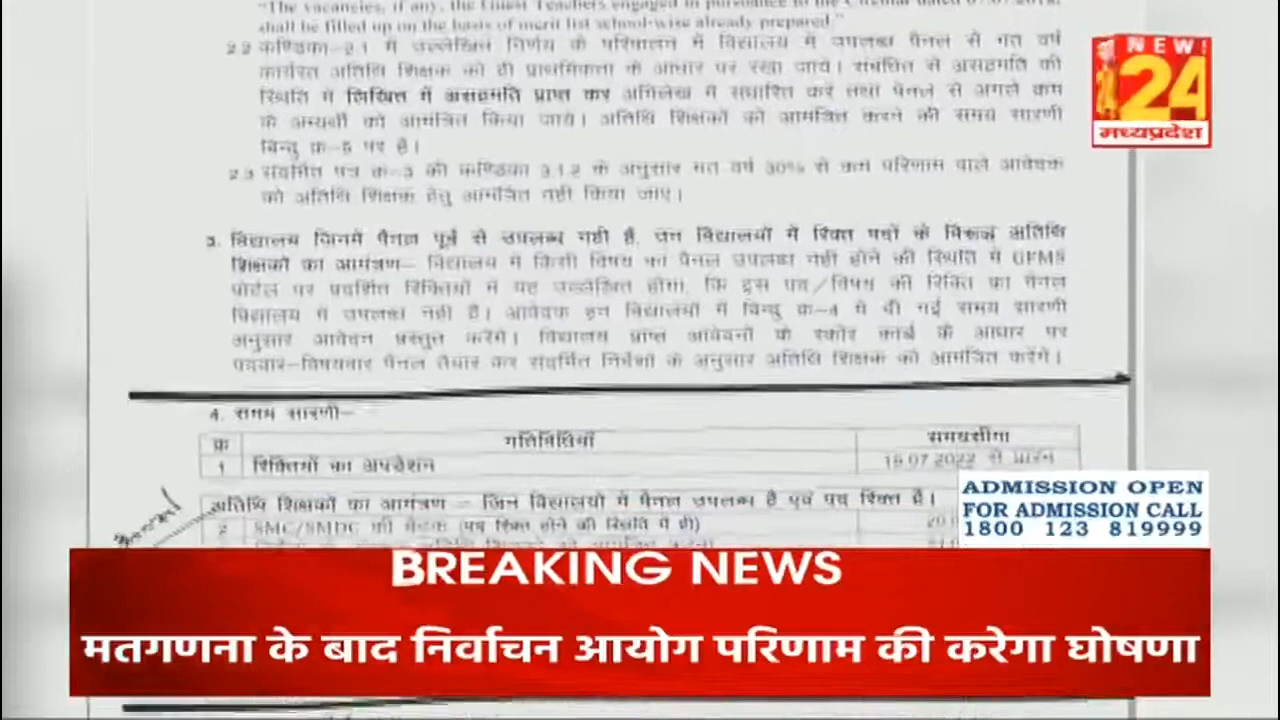 "The vacancies, if any, the Guest Teachers engaged in pursuance to the Circular dated 07.07.2018,
shall be filled up on the basis of merit list school-wise already prepared."
2.2 कण्डिका-2.1 में उल्लेखित निर्णय के परिपालन में विद्यालय में उपलब्ध पैनल से गत वर्ष
कार्यरत अतिथि शिक्षक को ही प्राथमिकता के आधार पर रखा जाये। संबंधित से असहमति की
स्थिति में लिखित में असहमति प्राप्त कर अभिलेख में संधारित करें तथा पैनल से अगले क्रम
के अभ्यर्थी को आमंत्रित किया जाये। अतिथि शिक्षकों को आमंत्रित करने की समय सारणी
बिन्दु क्र-5 पर है।
2.3 संदर्भित पत्र क्र-3 की कण्डिका 3.1.2 के अनुसार गत वर्ष 30% से कम परिणाम वाले आवेदक
को अतिथि शिक्षक हेतु आमंत्रित नहीं किया जाए।
3. विद्यालय जिनमें पैनल पूर्व से उपलब्ध नहीं है, उन विद्यालयों में रिक्त पदों के विरूद्ध अतिथि
शिक्षकों का आमंत्रण- विद्यालय में किसी विषय का पैनल उपलब्ध नहीं होने की स्थिति में GFMS
पोर्टल पर प्रदर्शित रिक्तियों में यह उल्लेखित होगा, कि इस पद/विषय की रिक्ति का पैनल
विद्यालय में उपलब्ध नहीं है। आवेदक इन विद्यालयों में बिन्दु क्र-4 में दी गई समय सारणी
अनुसार आवेदन प्रस्तुत करेंगे। विद्यालय प्राप्त आवेदनों के स्कोर कार्ड के आधार पर
पदवार-विषयवार पैनल तैयार कर संदर्भित निर्देशों के अनुसार अतिथि शिक्षक को आमंत्रित करेंगे।
4. समय सारणी-
क्र गतिविधियाँ समयसीमा
1 रिक्तियों का अपडेशन 18.07.2022 से प्रारंभ
अतिथि शिक्षकों का आमंत्रण - जिन विद्यालयों में पैनल उपलब्ध है एवं पद रिक्त है।
2 SMC/SMDC की बैठक (पद रिक्त होने की स्थिति में ही)
NEWS
24
मध्यप्रदेश
ADMISSION OPEN
FOR ADMISSION CALL
1800 123 819999
BREAKING NEWS
मतगणना के बाद निर्वाचन आयोग परिणाम की करेगा घोषणा